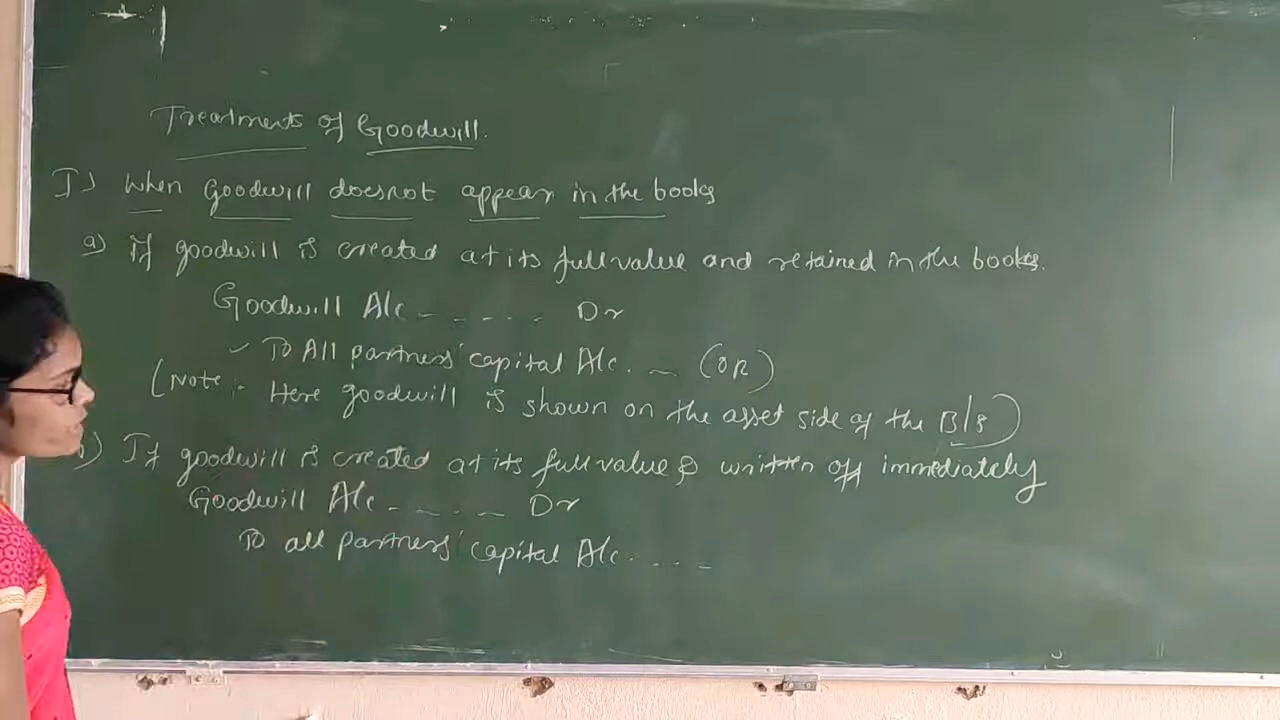 Treatments of Goodwill.
I) When Goodwill doesnot appear in the books
a) If goodwill is created at its full value and retained in the books.
Goodwill A/c - - - - - - Dr
To All partners' capital A/c. - (OR)
(Note :- Here goodwill is shown on the asset side of the B/s)
b) If goodwill is created at its full value & written off immediately
Goodwill A/c - - - - - Dr
To all partners' capital A/c - - - -